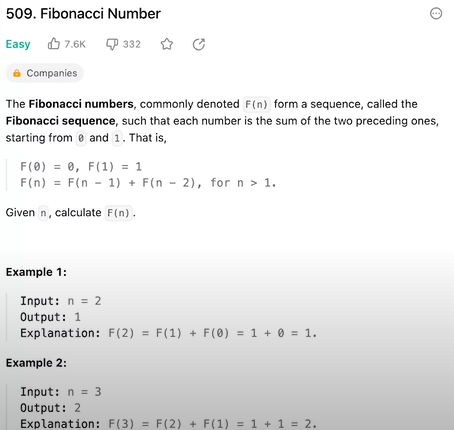 509. Fibonacci Number
Easy 7.6K 332
Companies
The Fibonacci numbers, commonly denoted F(n) form a sequence, called the
Fibonacci sequence, such that each number is the sum of the two preceding ones,
starting from 0 and 1. That is,
F(0) = 0, F(1) = 1
F(n) = F(n - 1) + F(n - 2), for n > 1.
Given n, calculate F(n).
Example 1:
Input: n = 2
Output: 1
Explanation: F(2) = F(1) + F(0) = 1 + 0 = 1.
Example 2:
Input: n = 3
Output: 2
Explanation: F(3) = F(2) + F(1) = 1 + 1 = 2.